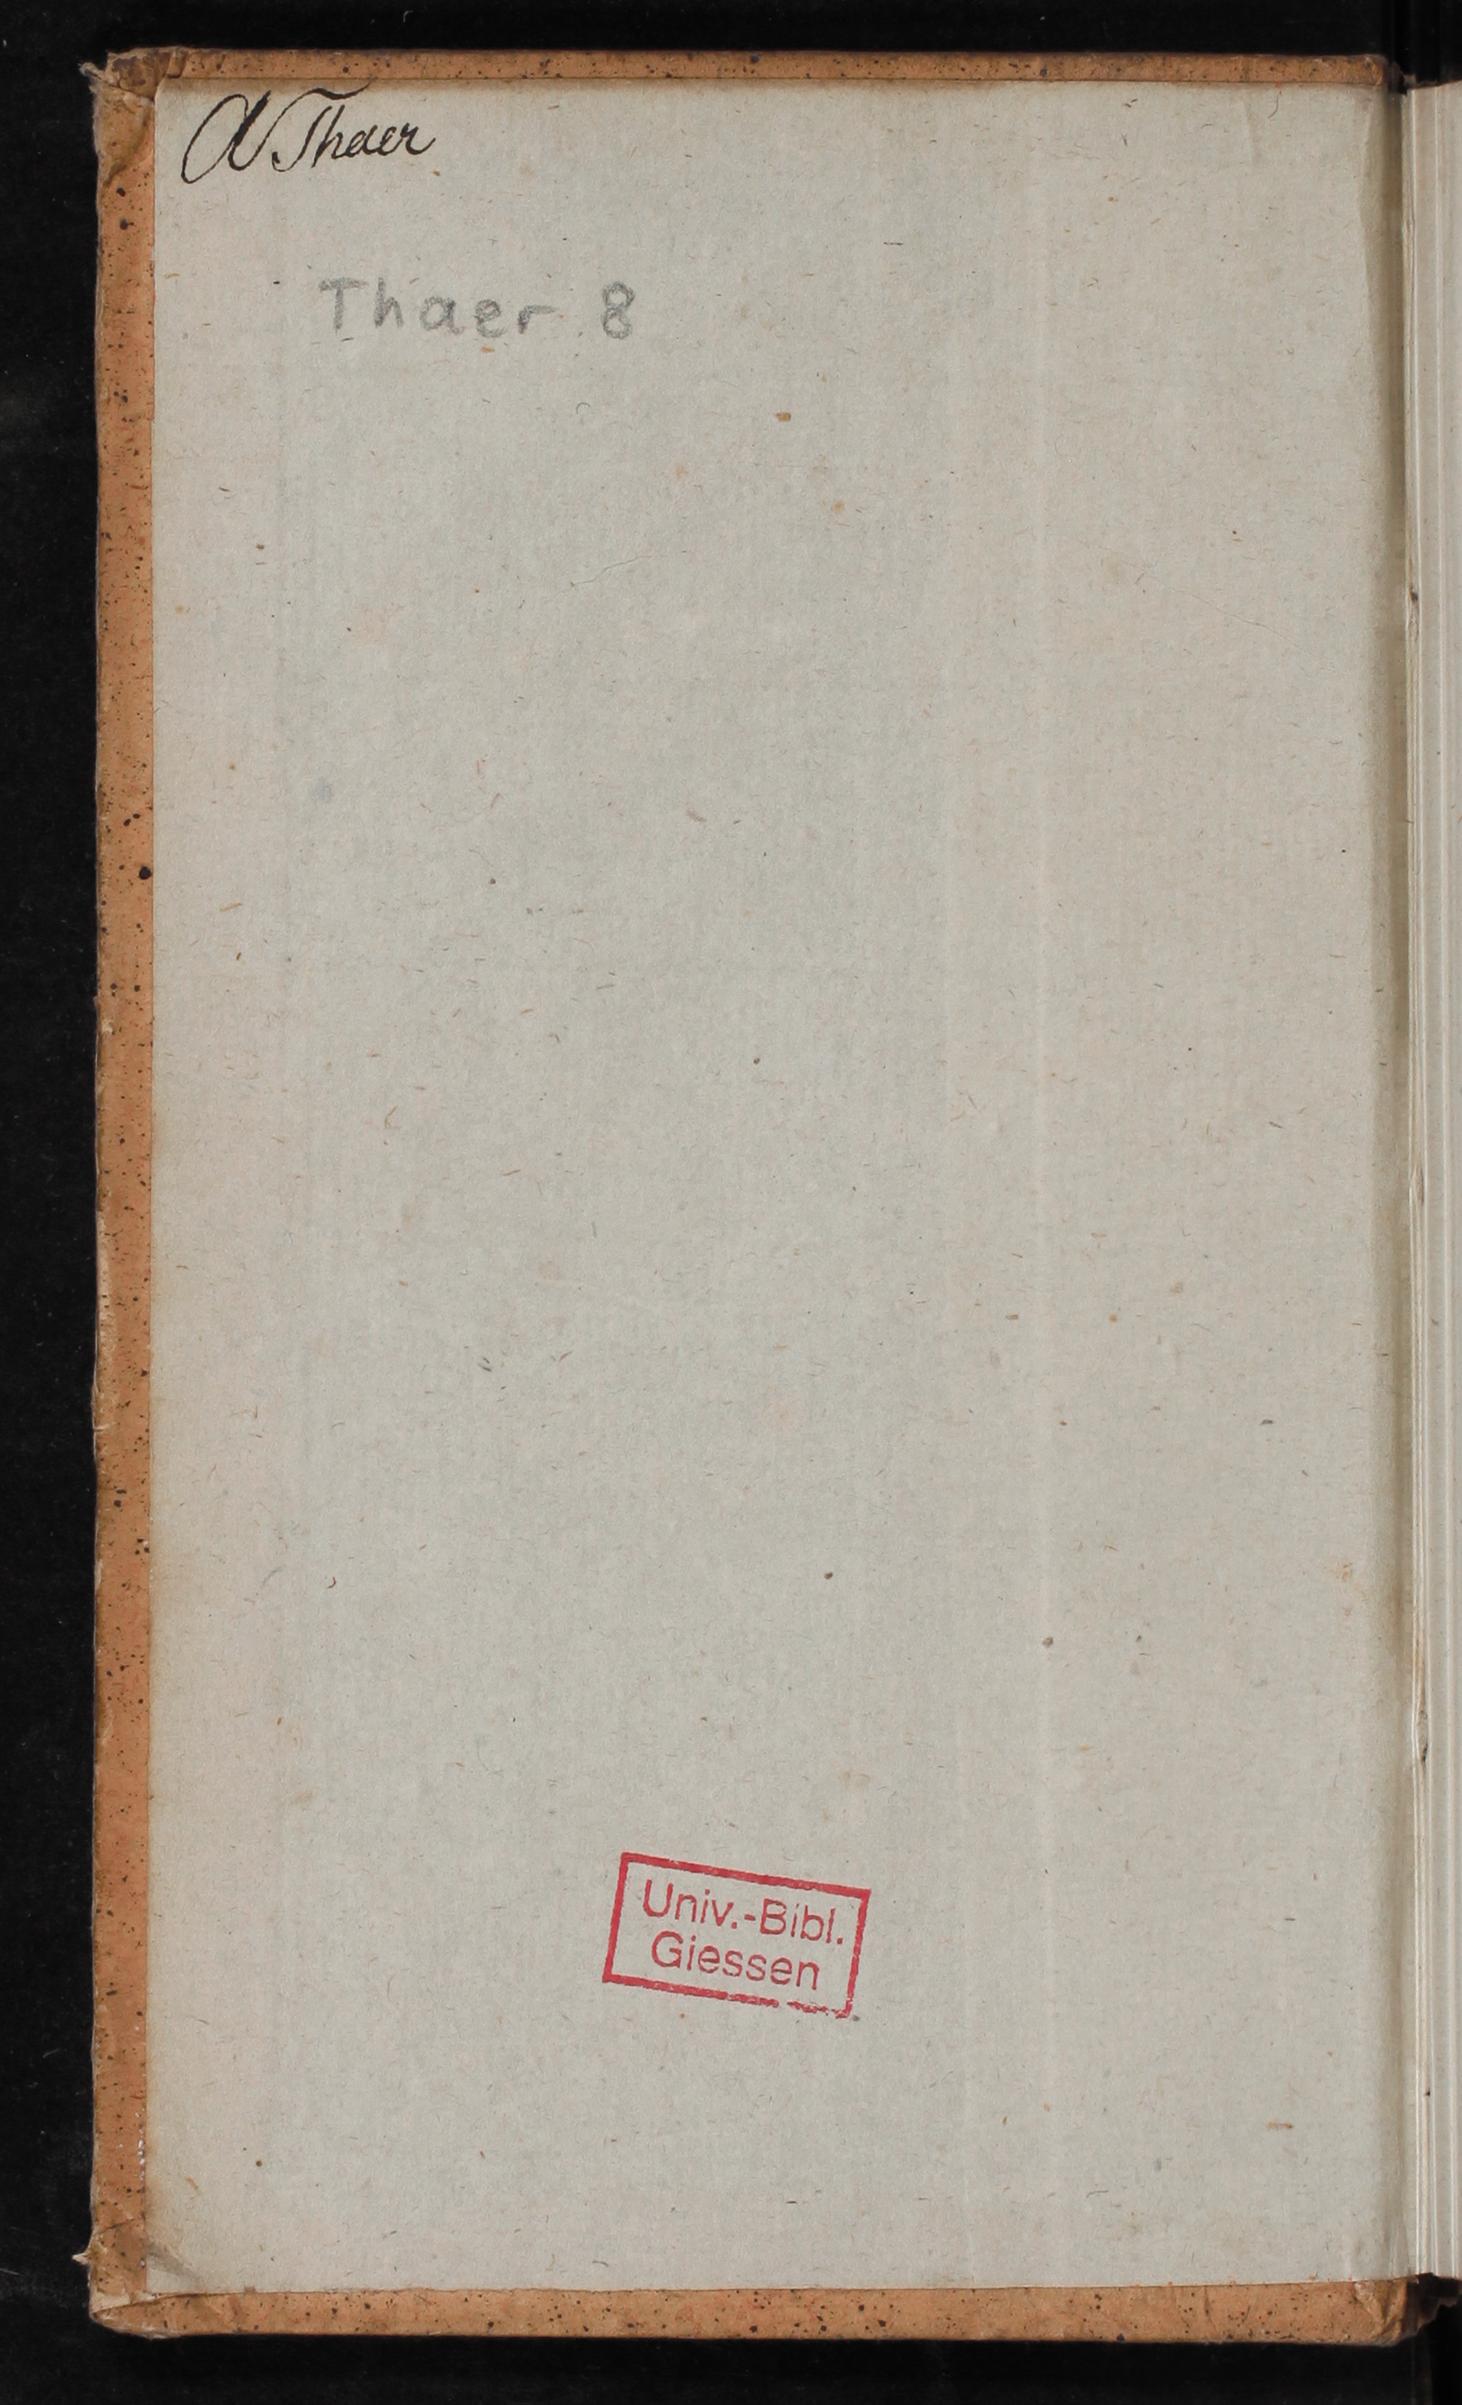 A Thaer
Thaer 8
Univ.-Bibl.
Giessen